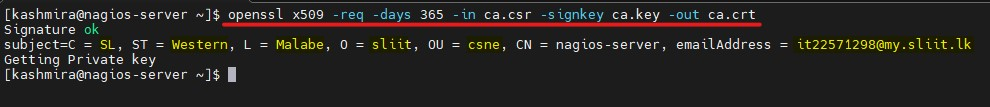 [kashmira@nagios-server ~]$ openssl x509 -req -days 365 -in ca.csr -signkey ca.key -out ca.crt
Signature ok
subject=C = SL, ST = Western, L = Malabe, O = sliit, OU = csne, CN = nagios-server, emailAddress = it22571298@my.sliit.lk
Getting Private key
[kashmira@nagios-server ~]$